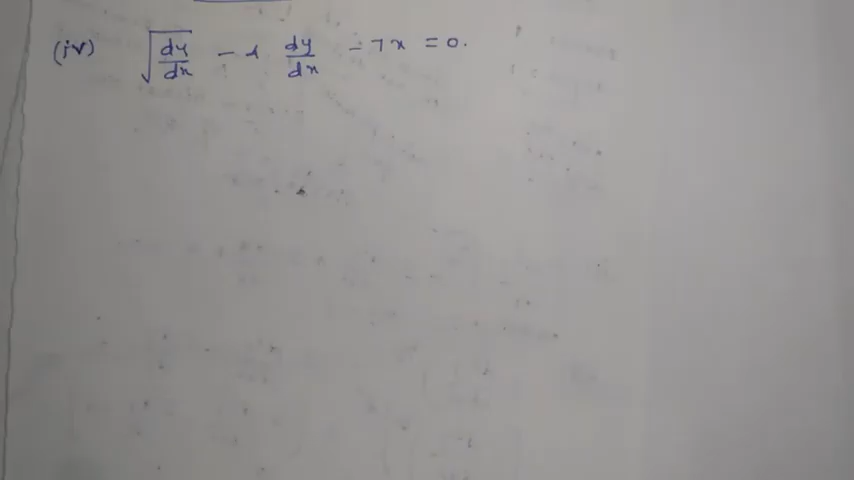 (iv) √(dy/dx) - 4 dy/dx - 7x = 0.